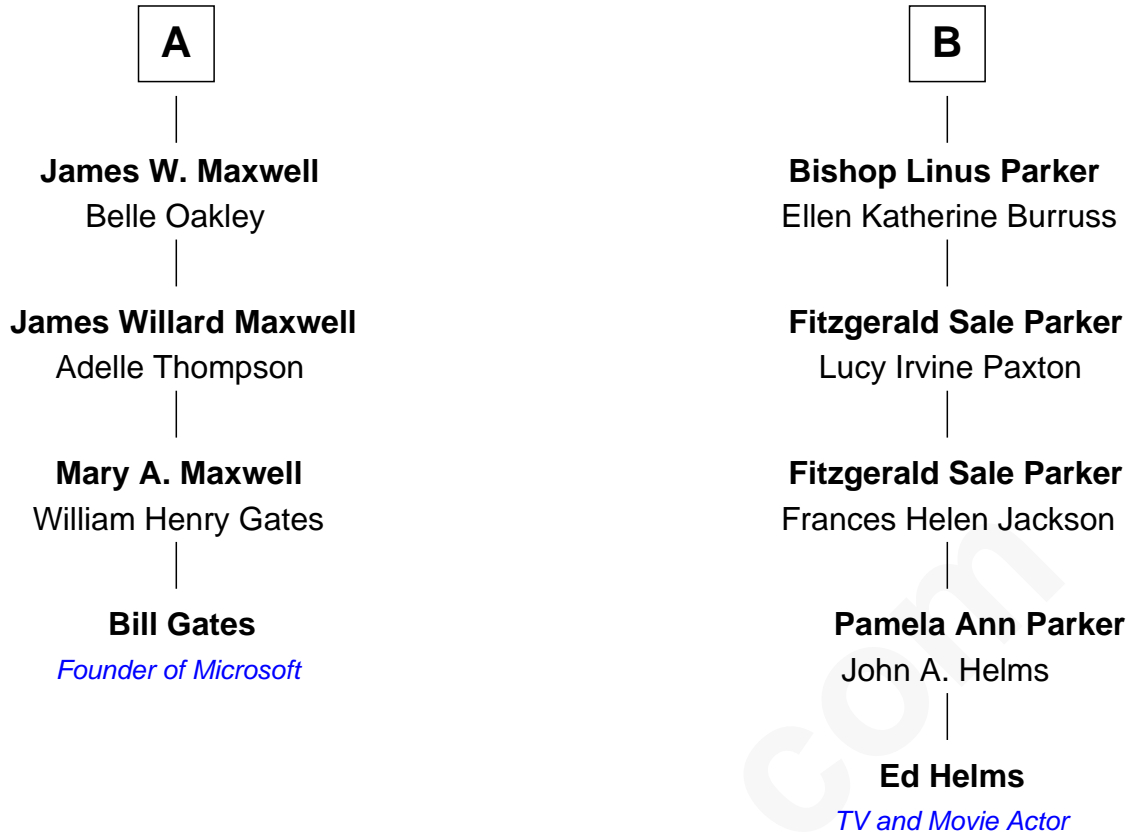 A
James W. Maxwell
Belle Oakley
James Willard Maxwell
Adelle Thompson
Mary A. Maxwell
William Henry Gates
Bill Gates
Founder of Microsoft
B
Bishop Linus Parker
Ellen Katherine Burruss
Fitzgerald Sale Parker
Lucy Irvine Paxton
Fitzgerald Sale Parker
Frances Helen Jackson
Pamela Ann Parker
John A. Helms
Ed Helms
TV and Movie Actor
com